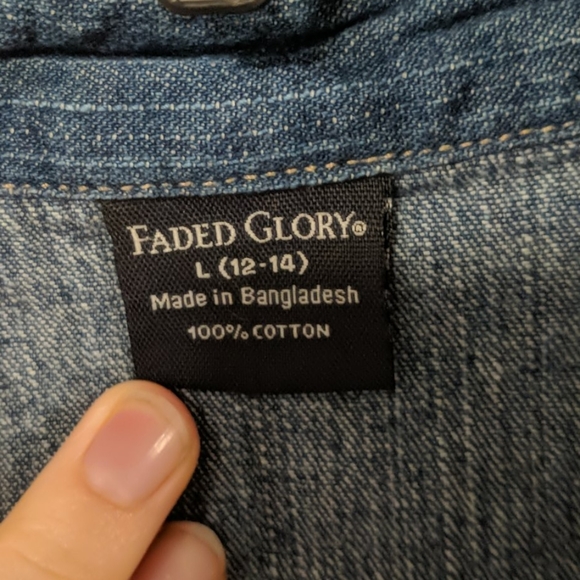 FADED GLORY®
L (12-14)
Made in Bangladesh
100% COTTON